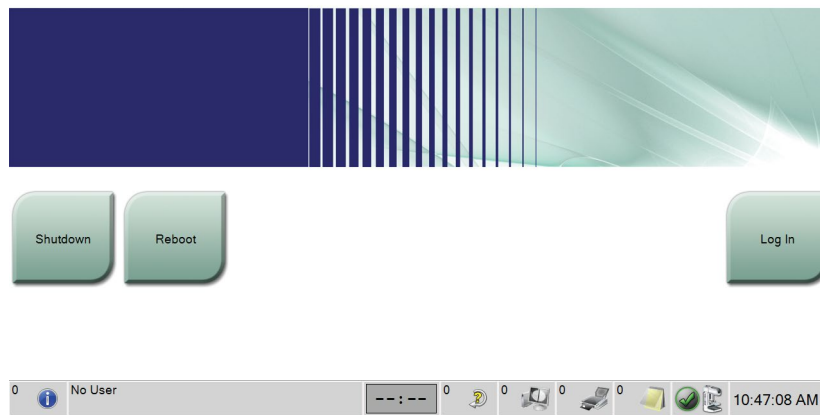 Shutdown
Reboot
Log In
0
No User
--:--
0
0
0
0
10:47:08 AM